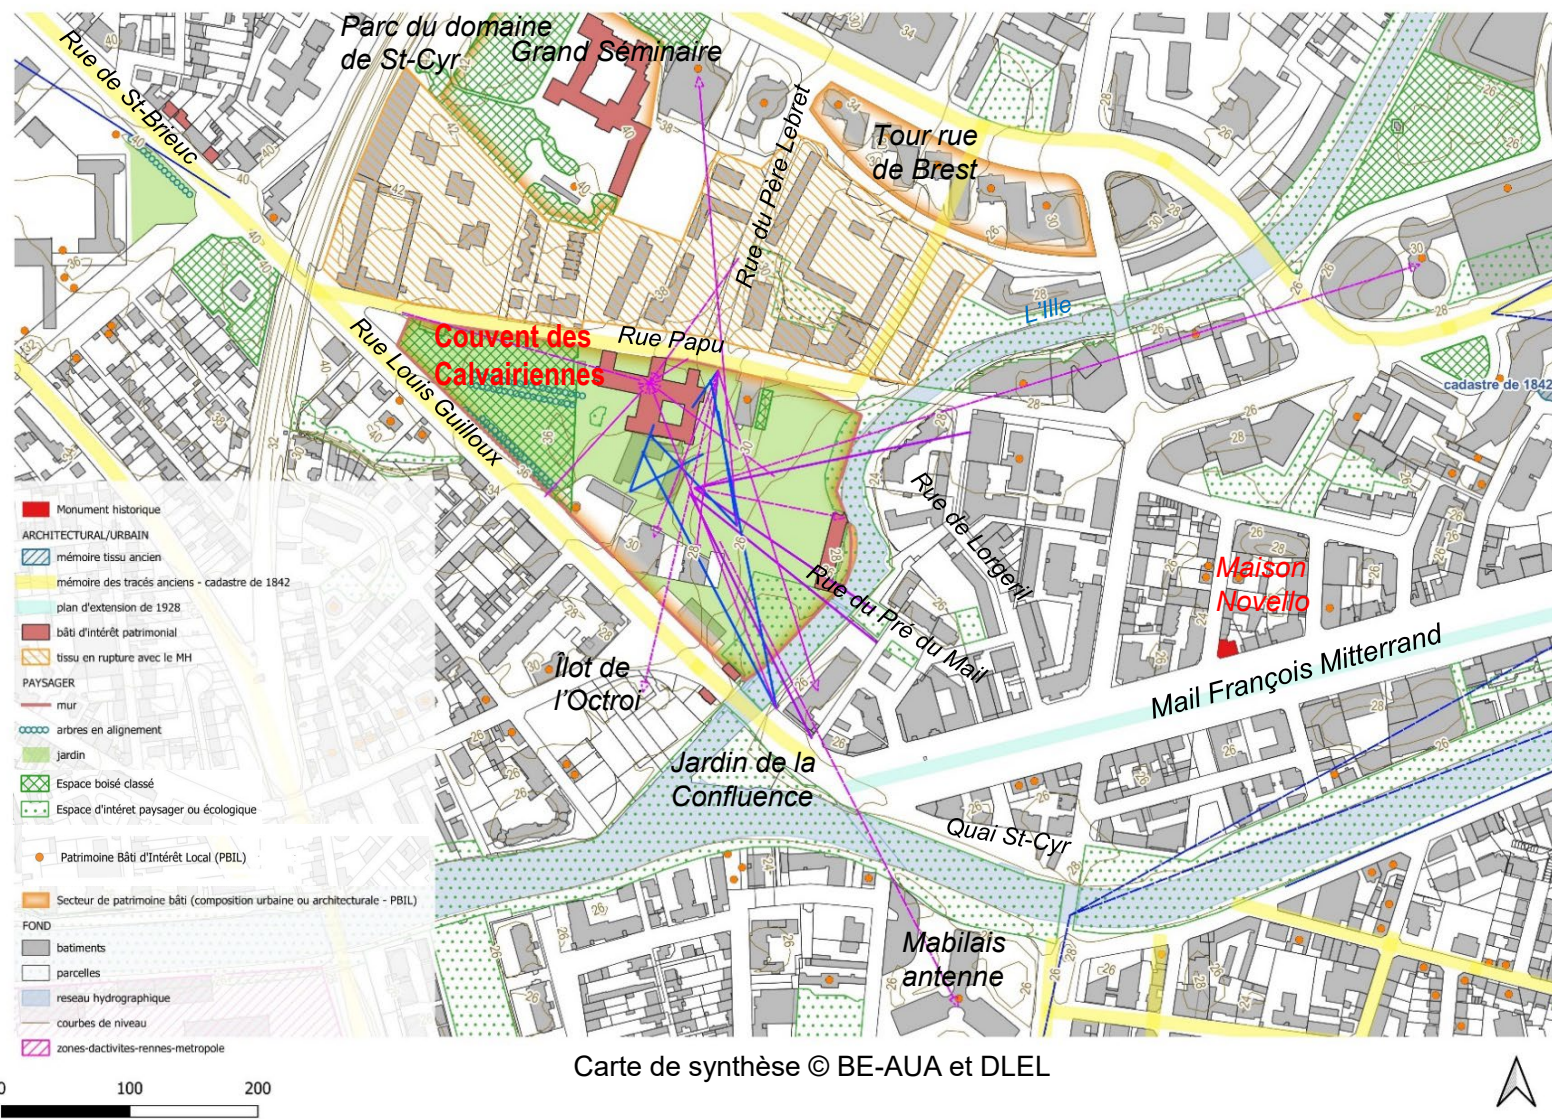 Parc du domaine
de St-Cyr
Grand Séminaire
Rue de St-Brieuc
Rue du Père Lebret
Tour rue
de Brest
L'Ille
Rue Papu
Couvent des
Calvairiennes
Rue Louis Guilloux
cadastre de 1842
Rue de Lorgeril
Rue du Pré du Mail
Maison
Novello
Mail François Mitterrand
Îlot de
l'Octroi
Jardin de la
Confluence
Quai St-Cyr
Mabilais
antenne
Monument historique
ARCHITECTURAL/URBAIN
mémoire tissu ancien
mémoire des tracés anciens - cadastre de 1842
plan d'extension de 1928
bâti d'intérêt patrimonial
tissu en rupture avec le MH
PAYSAGER
mur
arbres en alignement
jardin
Espace boisé classé
Espace d'intéret paysager ou écologique
Patrimoine Bâti d'Intérêt Local (PBIL)
Secteur de patrimoine bâti (composition urbaine ou architecturale - PBIL)
FOND
batiments
parcelles
reseau hydrographique
courbes de niveau
zones-dactivites-rennes-metropole
Carte de synthèse © BE-AUA et DLEL
0 100 200